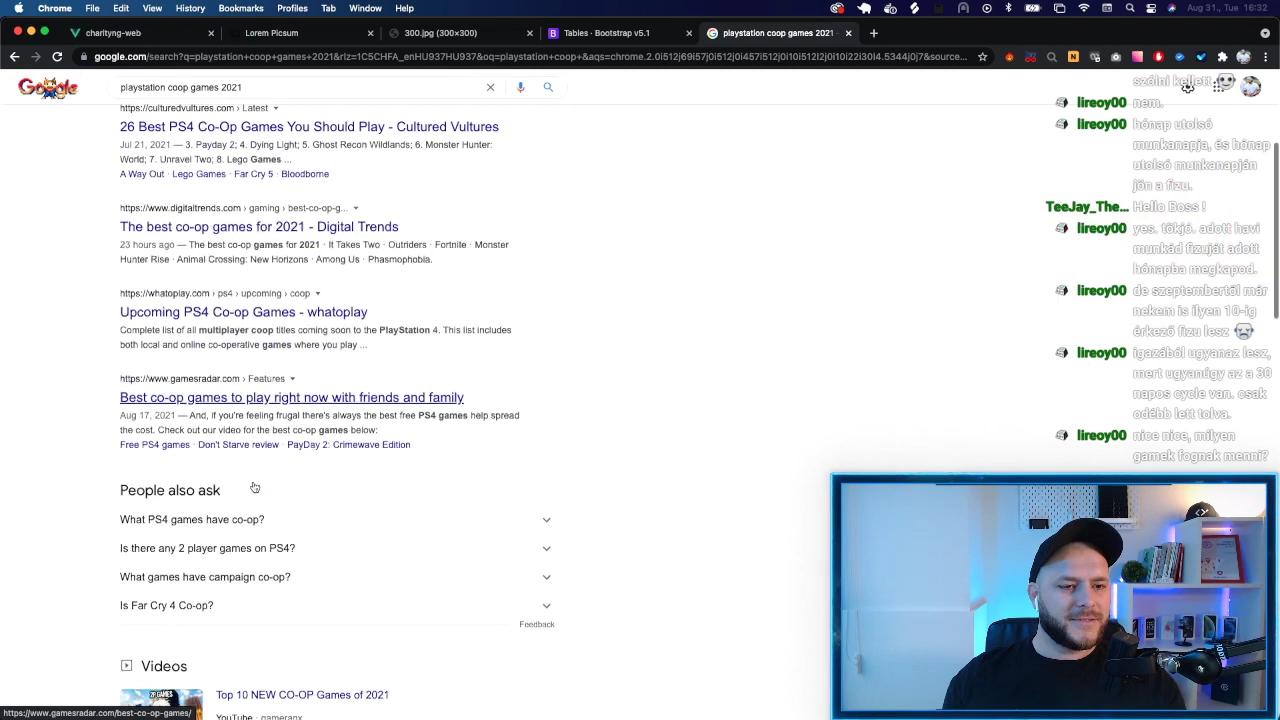 Chrome File Edit View History Bookmarks Profiles Tab Window Help
Aug 31., Tue 16:32
charityng-web
Lorem Picsum
300.jpg (300×300)
Tables · Bootstrap v5.1
playstation coop games 2021 -
playstation coop games 2021
https://culturedvultures.com › Latest
26 Best PS4 Co-Op Games You Should Play - Cultured Vultures
Jul 21, 2021 — 3. Payday 2; 4. Dying Light; 5. Ghost Recon Wildlands; 6. Monster Hunter:
World; 7. Unravel Two; 8. Lego Games ...
A Way Out · Lego Games · Far Cry 5 · Bloodborne
https://www.digitaltrends.com › gaming › best-co-op-g...
The best co-op games for 2021 - Digital Trends
23 hours ago — The best co-op games for 2021 · It Takes Two · Outriders · Fortnite · Monster
Hunter Rise · Animal Crossing: New Horizons · Among Us · Phasmophobia.
https://whatoplay.com › ps4 › upcoming › coop
Upcoming PS4 Co-op Games - whatoplay
Complete list of all multiplayer coop titles coming soon to the PlayStation 4. This list includes
both local and online co-operative games where you play ...
https://www.gamesradar.com › Features
Best co-op games to play right now with friends and family
Aug 17, 2021 — And, if you're feeling frugal there's always the best free PS4 games help spread
the cost. Check out our video for the best co-op games below:
Free PS4 games · Don't Starve review · PayDay 2: Crimewave Edition
People also ask
What PS4 games have co-op?
Is there any 2 player games on PS4?
What games have campaign co-op?
Is Far Cry 4 Co-op?
Feedback
Videos
Top 10 NEW CO-OP Games of 2021
YouTube · gameranx
https://www.gamesradar.com/best-co-op-games/
szólni kellett
lireoy00 nem.
lireoy00 hónap utolsó
munkanapja, és hónap
utolsó munkanapján
jön a fizu.
TeeJay_The... Hello Boss !
lireoy00 yes. tökjó. adott havi
munkád fizuját adott
hónapba megkapod.
lireoy00 de szeptembertől már
nekem is ilyen 10-ig
érkező fizu lesz
lireoy00 igazából ugyanaz lesz,
mert ugyanúgy az a 30
napos cycle van. csak
odébb lett tolva.
lireoy00 nice nice, milyen
gamek fognak menni?